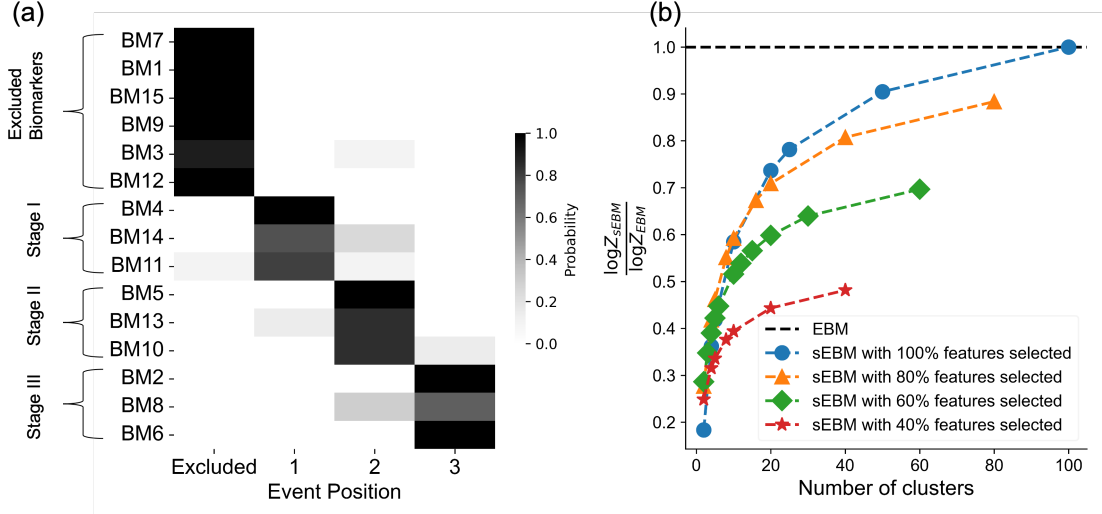 (a)
Excluded
Biomarkers
Stage I
Stage II
Stage III
BM7
BM1
BM15
BM9
BM3
BM12
BM4
BM14
BM11
BM5
BM13
BM10
BM2
BM8
BM6
Excluded 1 2 3
Event Position
1.0
0.8
0.6
0.4
0.2
0.0
Probability
(b)
logZ_sEBM
logZ_EBM
1.0
0.9
0.8
0.7
0.6
0.5
0.4
0.3
0.2
EBM
sEBM with 100% features selected
sEBM with 80% features selected
sEBM with 60% features selected
sEBM with 40% features selected
0 20 40 60 80 100
Number of clusters